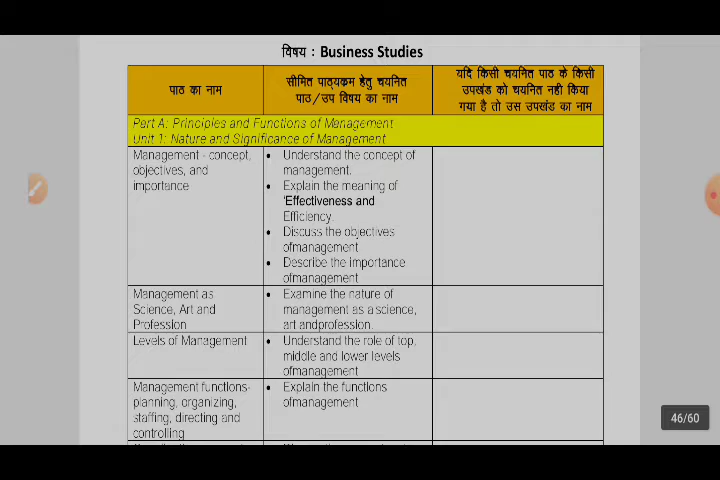 विषय : Business Studies
पाठ का नाम
सीमित पाठ्यक्रम हेतु चयनित
पाठ/उप विषय का नाम
यदि किसी चयनित पाठ के किसी
उपखंड को चयनित नही किया
गया है तो उस उपखंड का नाम
Part A: Principles and Functions of Management
Unit 1: Nature and Significance of Management
Management - concept,
objectives, and
importance
• Understand the concept of
management.
• Explain the meaning of
'Effectiveness and
Efficiency.
• Discuss the objectives
ofmanagement
• Describe the importance
ofmanagement
Management as
Science, Art and
Profession
• Examine the nature of
management as a science,
art andprofession.
Levels of Management
• Understand the role of top,
middle and lower levels
ofmanagement
Management functions-
planning, organizing,
staffing, directing and
controlling
• Explain the functions
ofmanagement
46/60